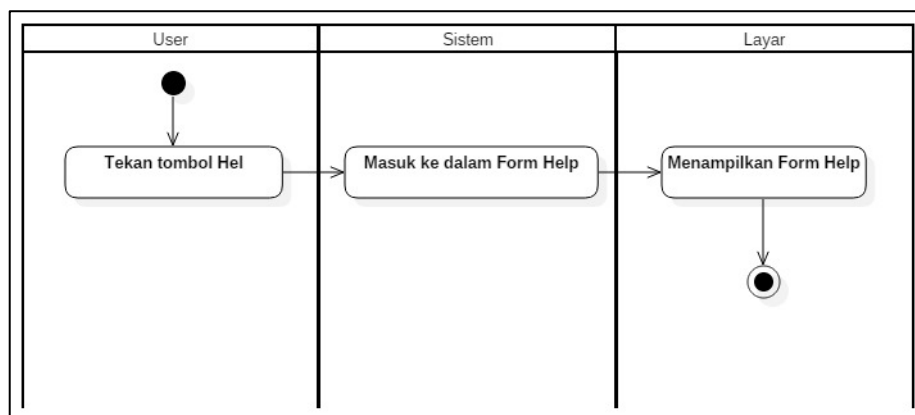 User
Sistem
Layar
Tekan tombol Hel
Masuk ke dalam Form Help
Menampilkan Form Help